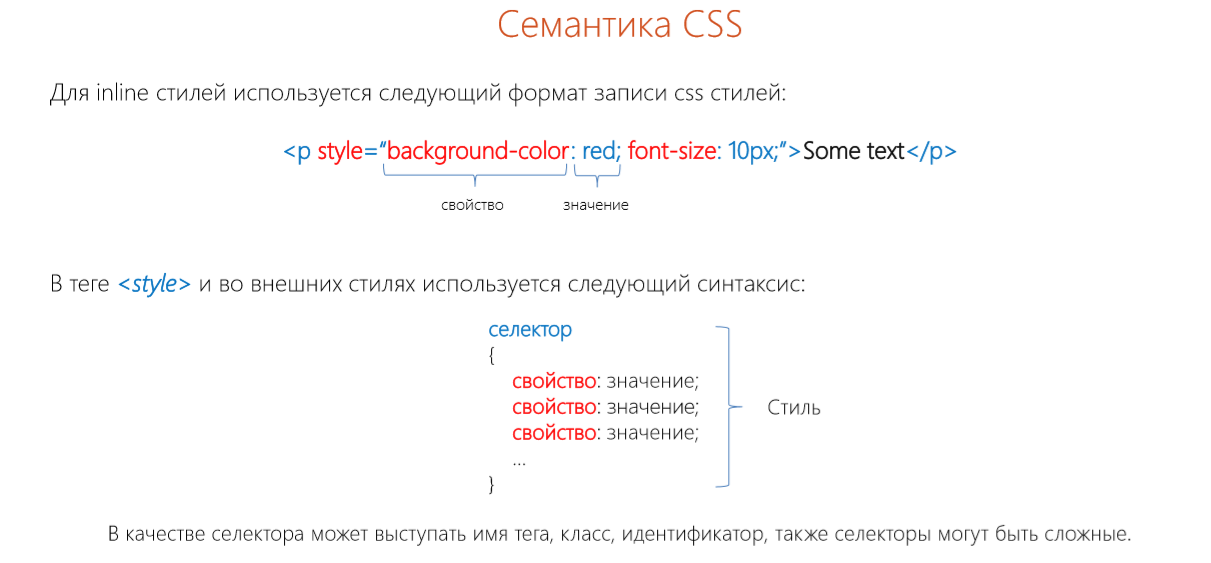 Семантика CSS
Для inline стилей используется следующий формат записи css стилей:
<p style=“background-color: red; font-size: 10px;”>Some text</p>
свойство значение
В теге <style> и во внешних стилях используется следующий синтаксис:
селектор
{
свойство: значение;
свойство: значение; Стиль
свойство: значение;
...
}
В качестве селектора может выступать имя тега, класс, идентификатор, также селекторы могут быть сложные.